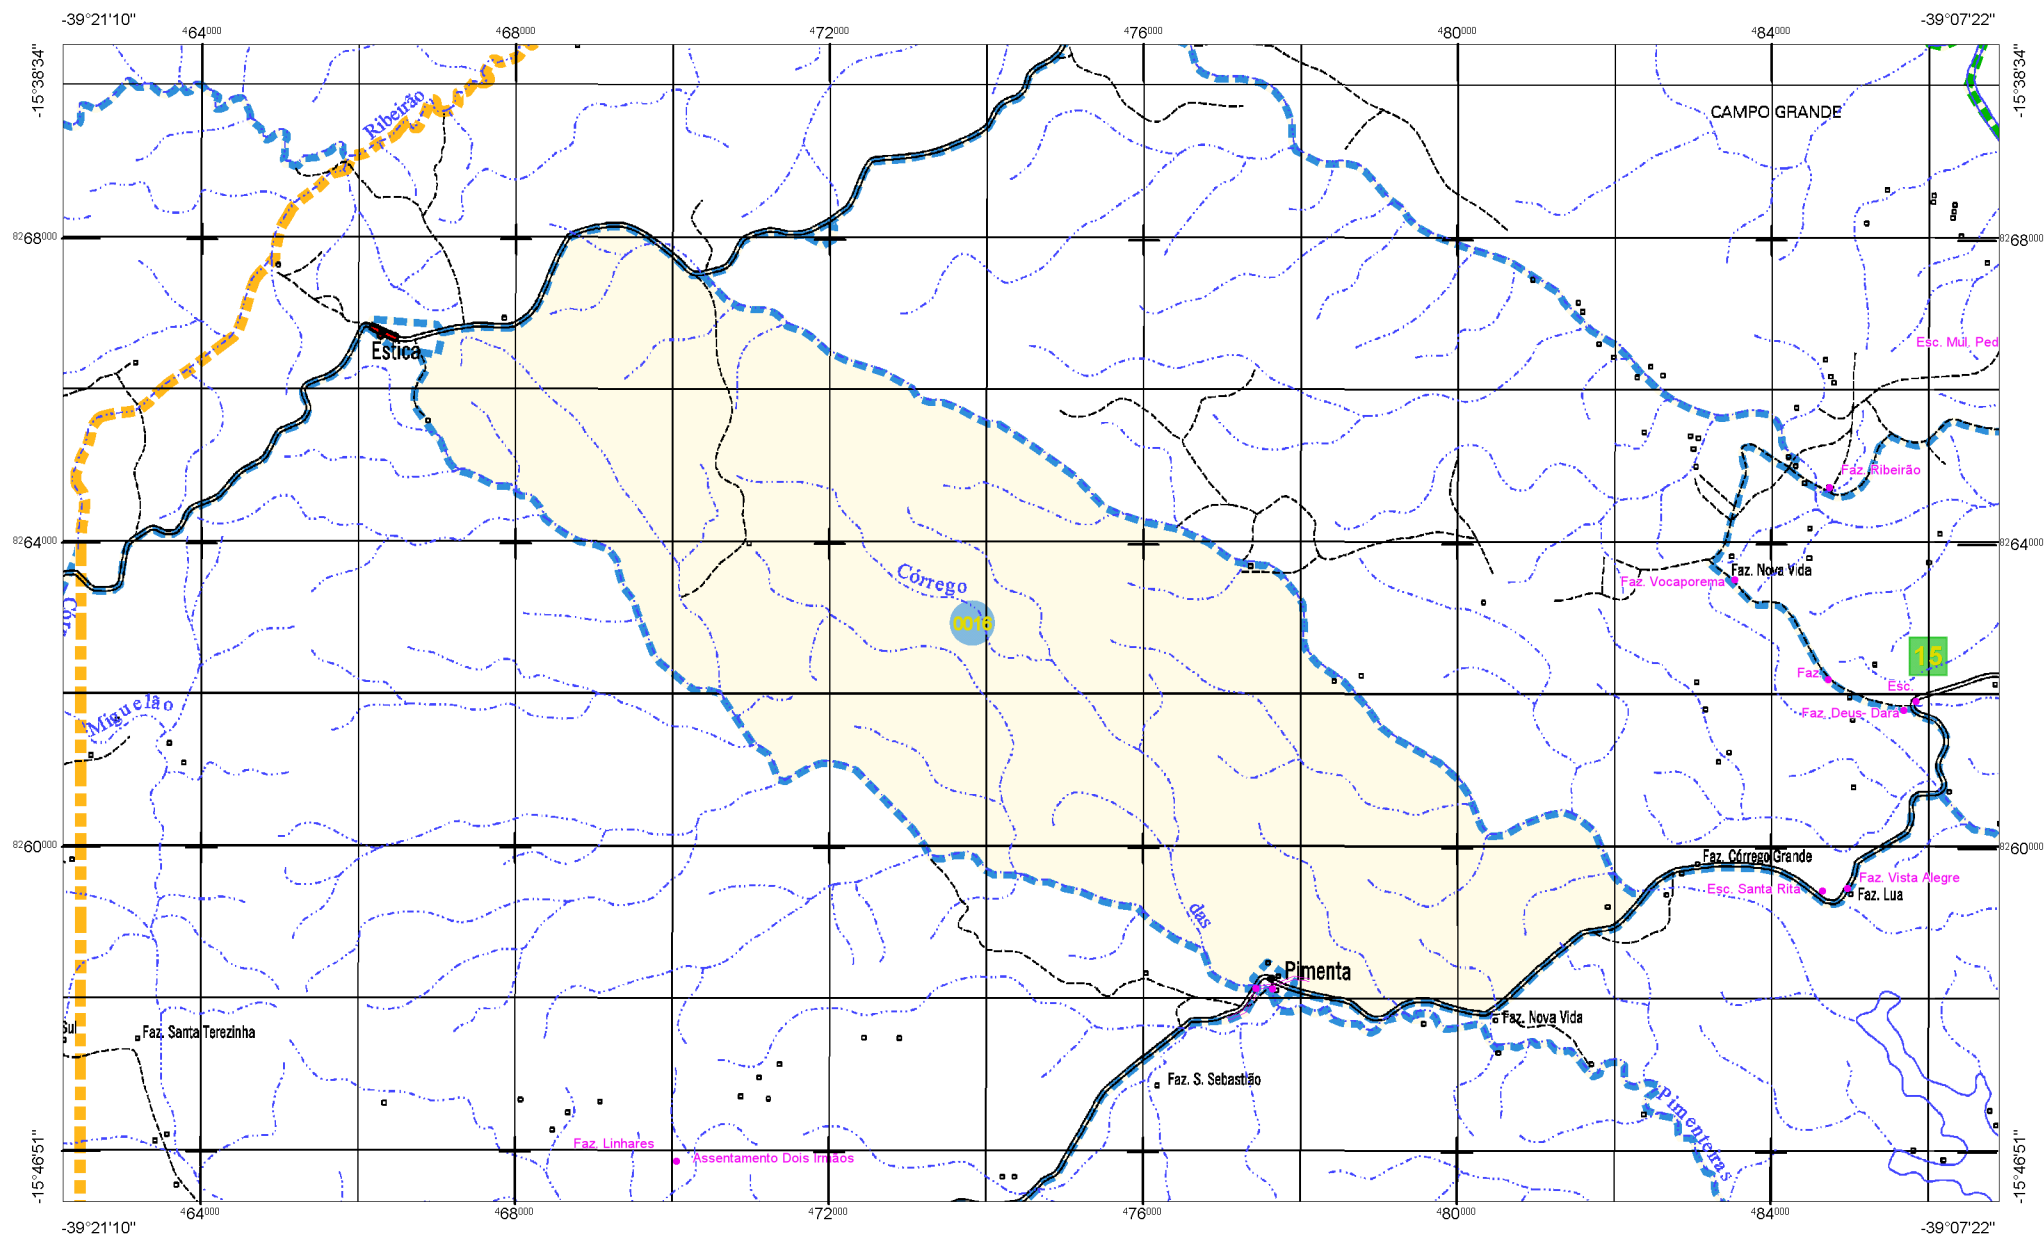 -39°21'10" -39°07'22"
464000 468000 472000 476000 480000 484000
-15°38'34" -15°38'34"
Ribeirão
CAMPO GRANDE
8268000 8268000
Estica
Esc. Mul. Ped
Faz. Ribeirão
8264000 8264000
Córrego
Faz. Nova Vida
Faz. Vocaporema
0016
15
Faz.
Esc.
Miguelão
Faz. Deus- Dará
8260000 8260000
Faz. Córrego Grande
Faz. Vista Alegre
Esc. Santa Rita
Faz. Lua
das
Pimenta
Sul
Faz. Santa Terezinha
Faz. Nova Vida
Faz. S. Sebastião
Pimenteiras
Faz. Linhares
Assentamento Dois Irmãos
-15°46'51" -15°46'51"
464000 468000 472000 476000 480000 484000
-39°21'10" -39°07'22"